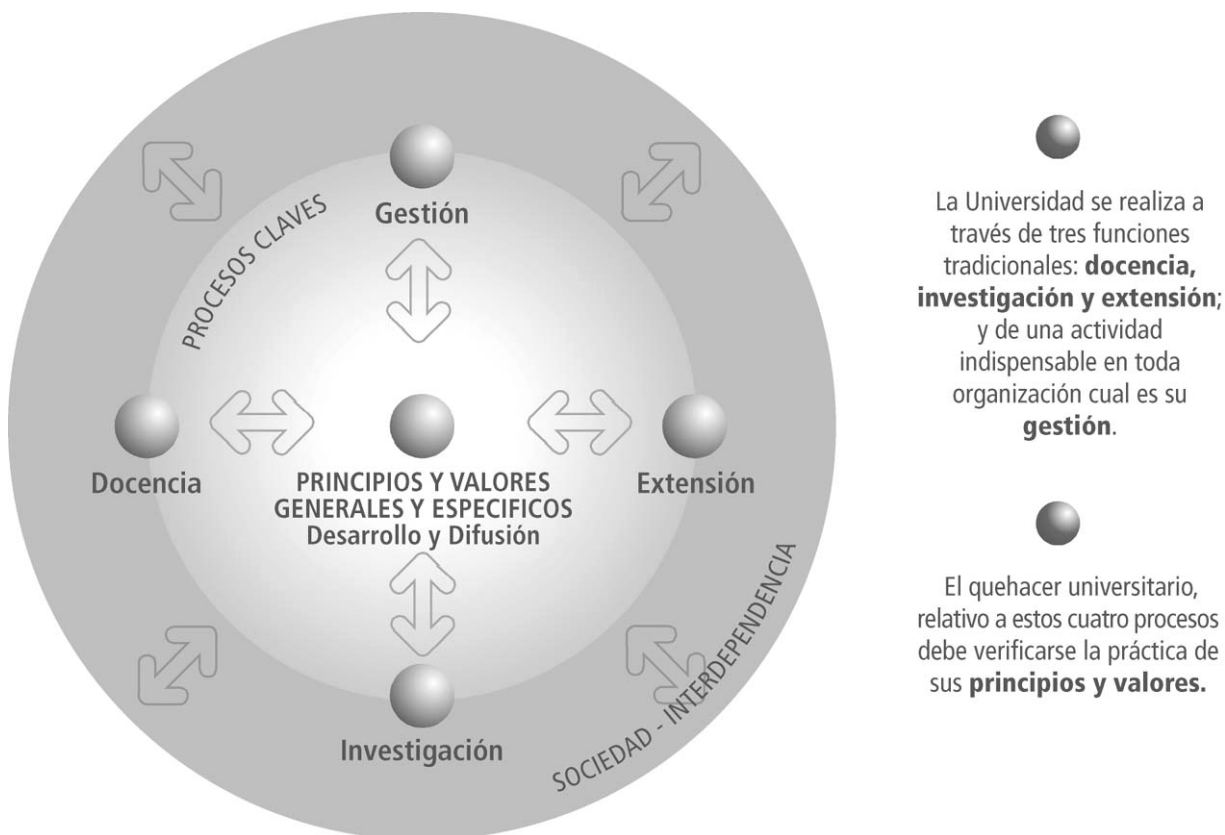 PROCESOS CLAVES
Gestión
Docencia
PRINCIPIOS Y VALORES
GENERALES Y ESPECIFICOS
Desarrollo y Difusión
Extensión
Investigación
SOCIEDAD - INTERDEPENDENCIA
La Universidad se realiza a
través de tres funciones
tradicionales: docencia,
investigación y extensión;
y de una actividad
indispensable en toda
organización cual es su
gestión.
El quehacer universitario,
relativo a estos cuatro procesos
debe verificarse la práctica de
sus principios y valores.